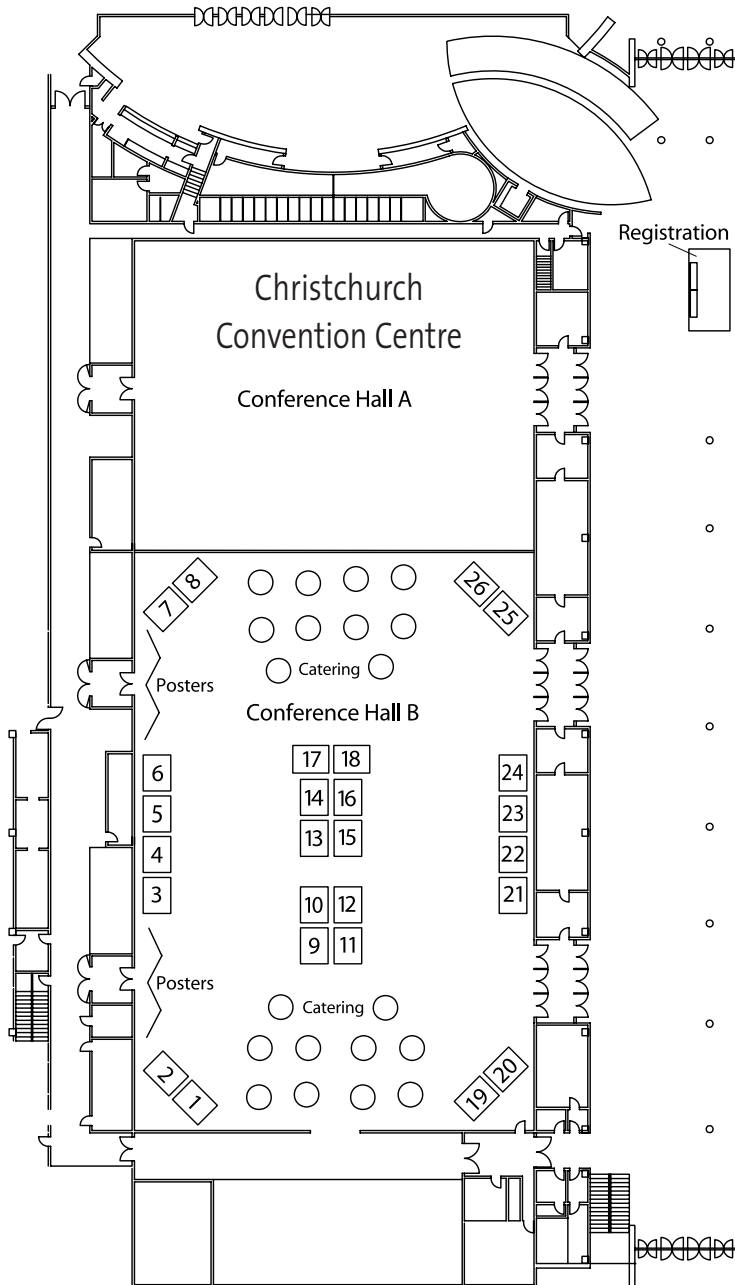 Registration
Christchurch
Convention Centre
Conference Hall A
7 8
26 25
Catering
Posters
Conference Hall B
17 18
6
24
14 16
5
23
13 15
4
22
3
21
10 12
9 11
Posters
Catering
2 1
19 20